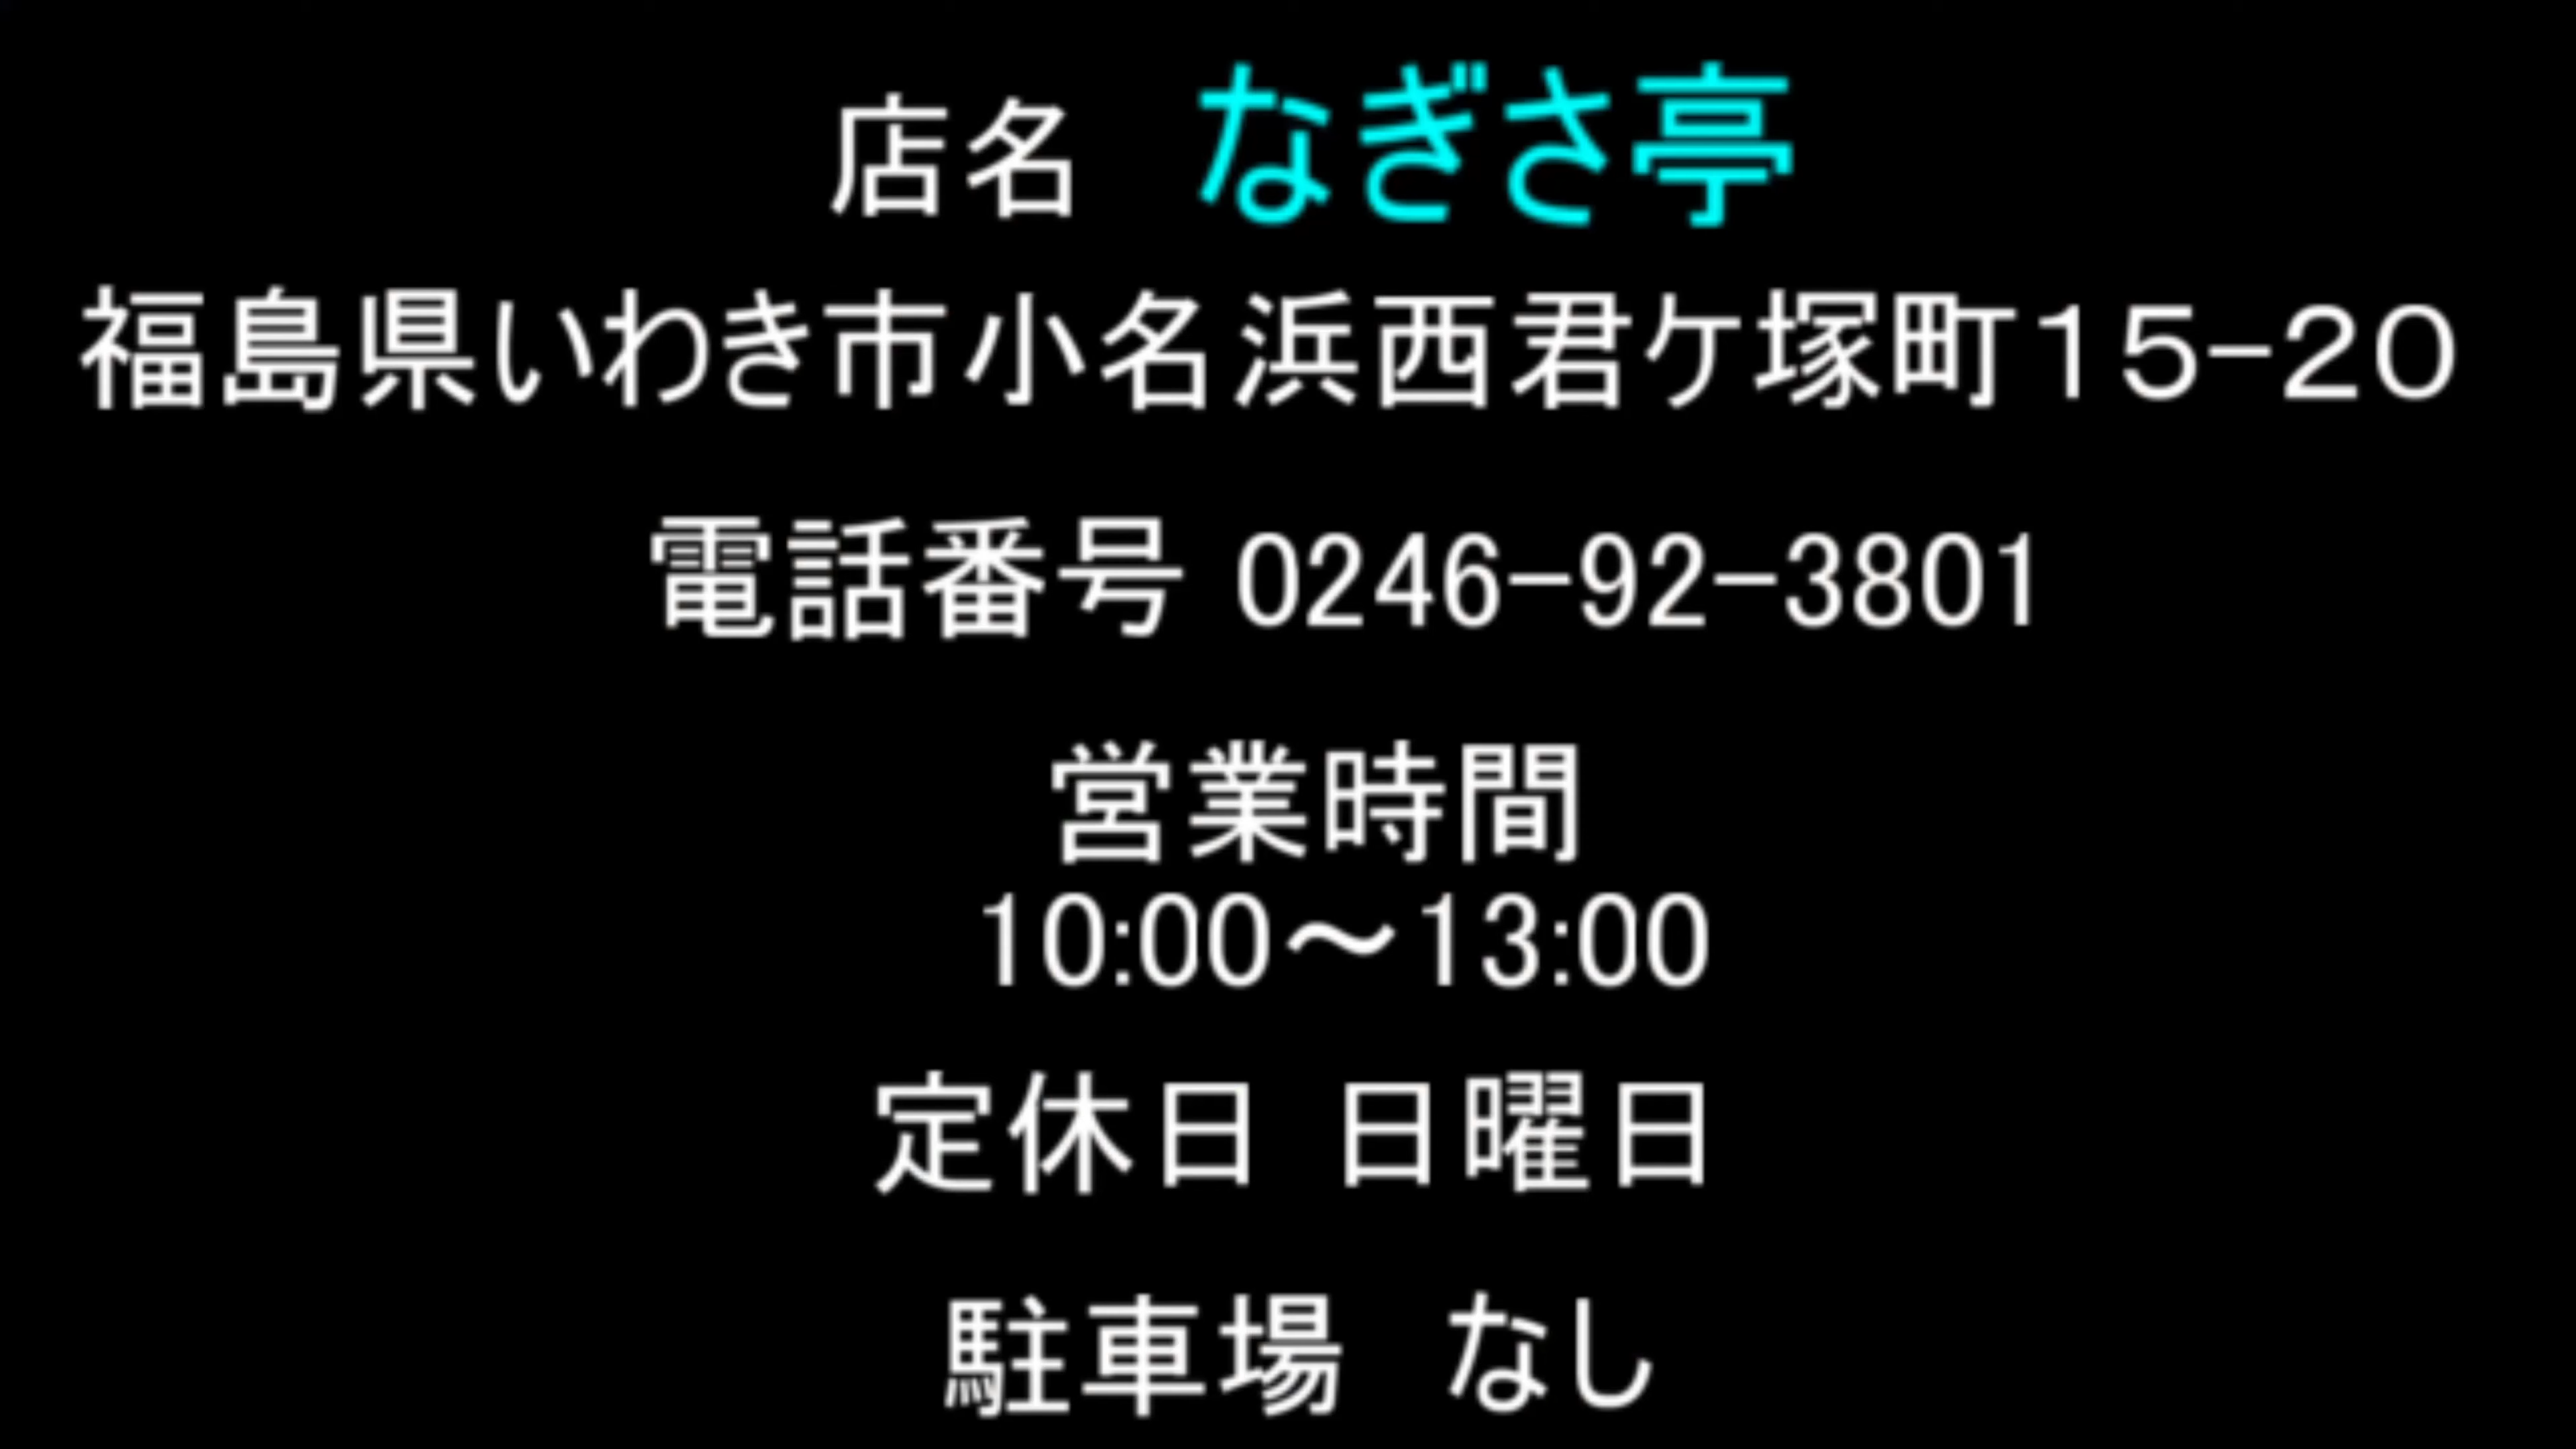 店名 なぎさ亭
福島県いわき市小名浜西君ケ塚町15-20
電話番号 0246-92-3801
営業時間
10:00～13:00
定休日 日曜日
駐車場 なし